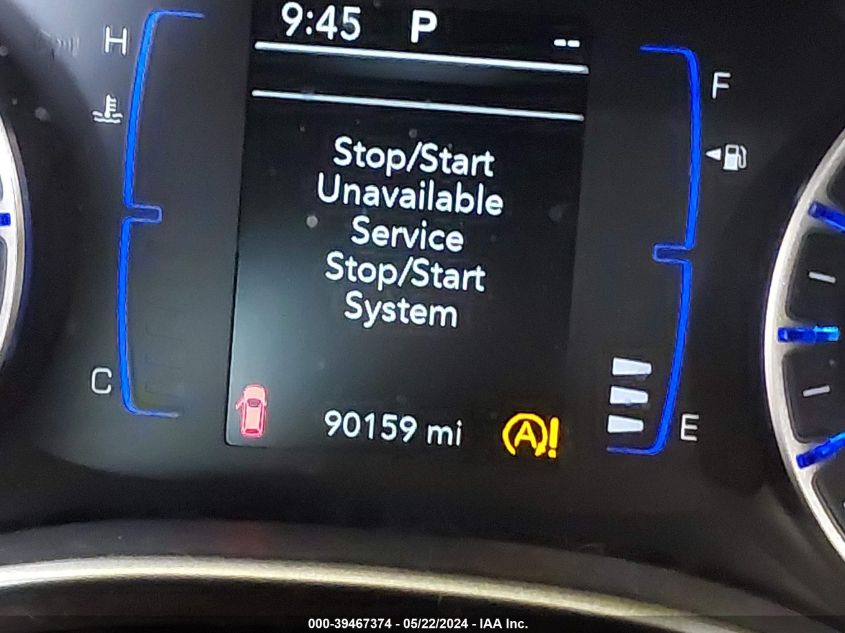 9:45 P --
H
F
Stop/Start
Unavailable
Service
Stop/Start
System
C
90159 mi
A!
E
000-39467374 - 05/22/2024 - IAA Inc.